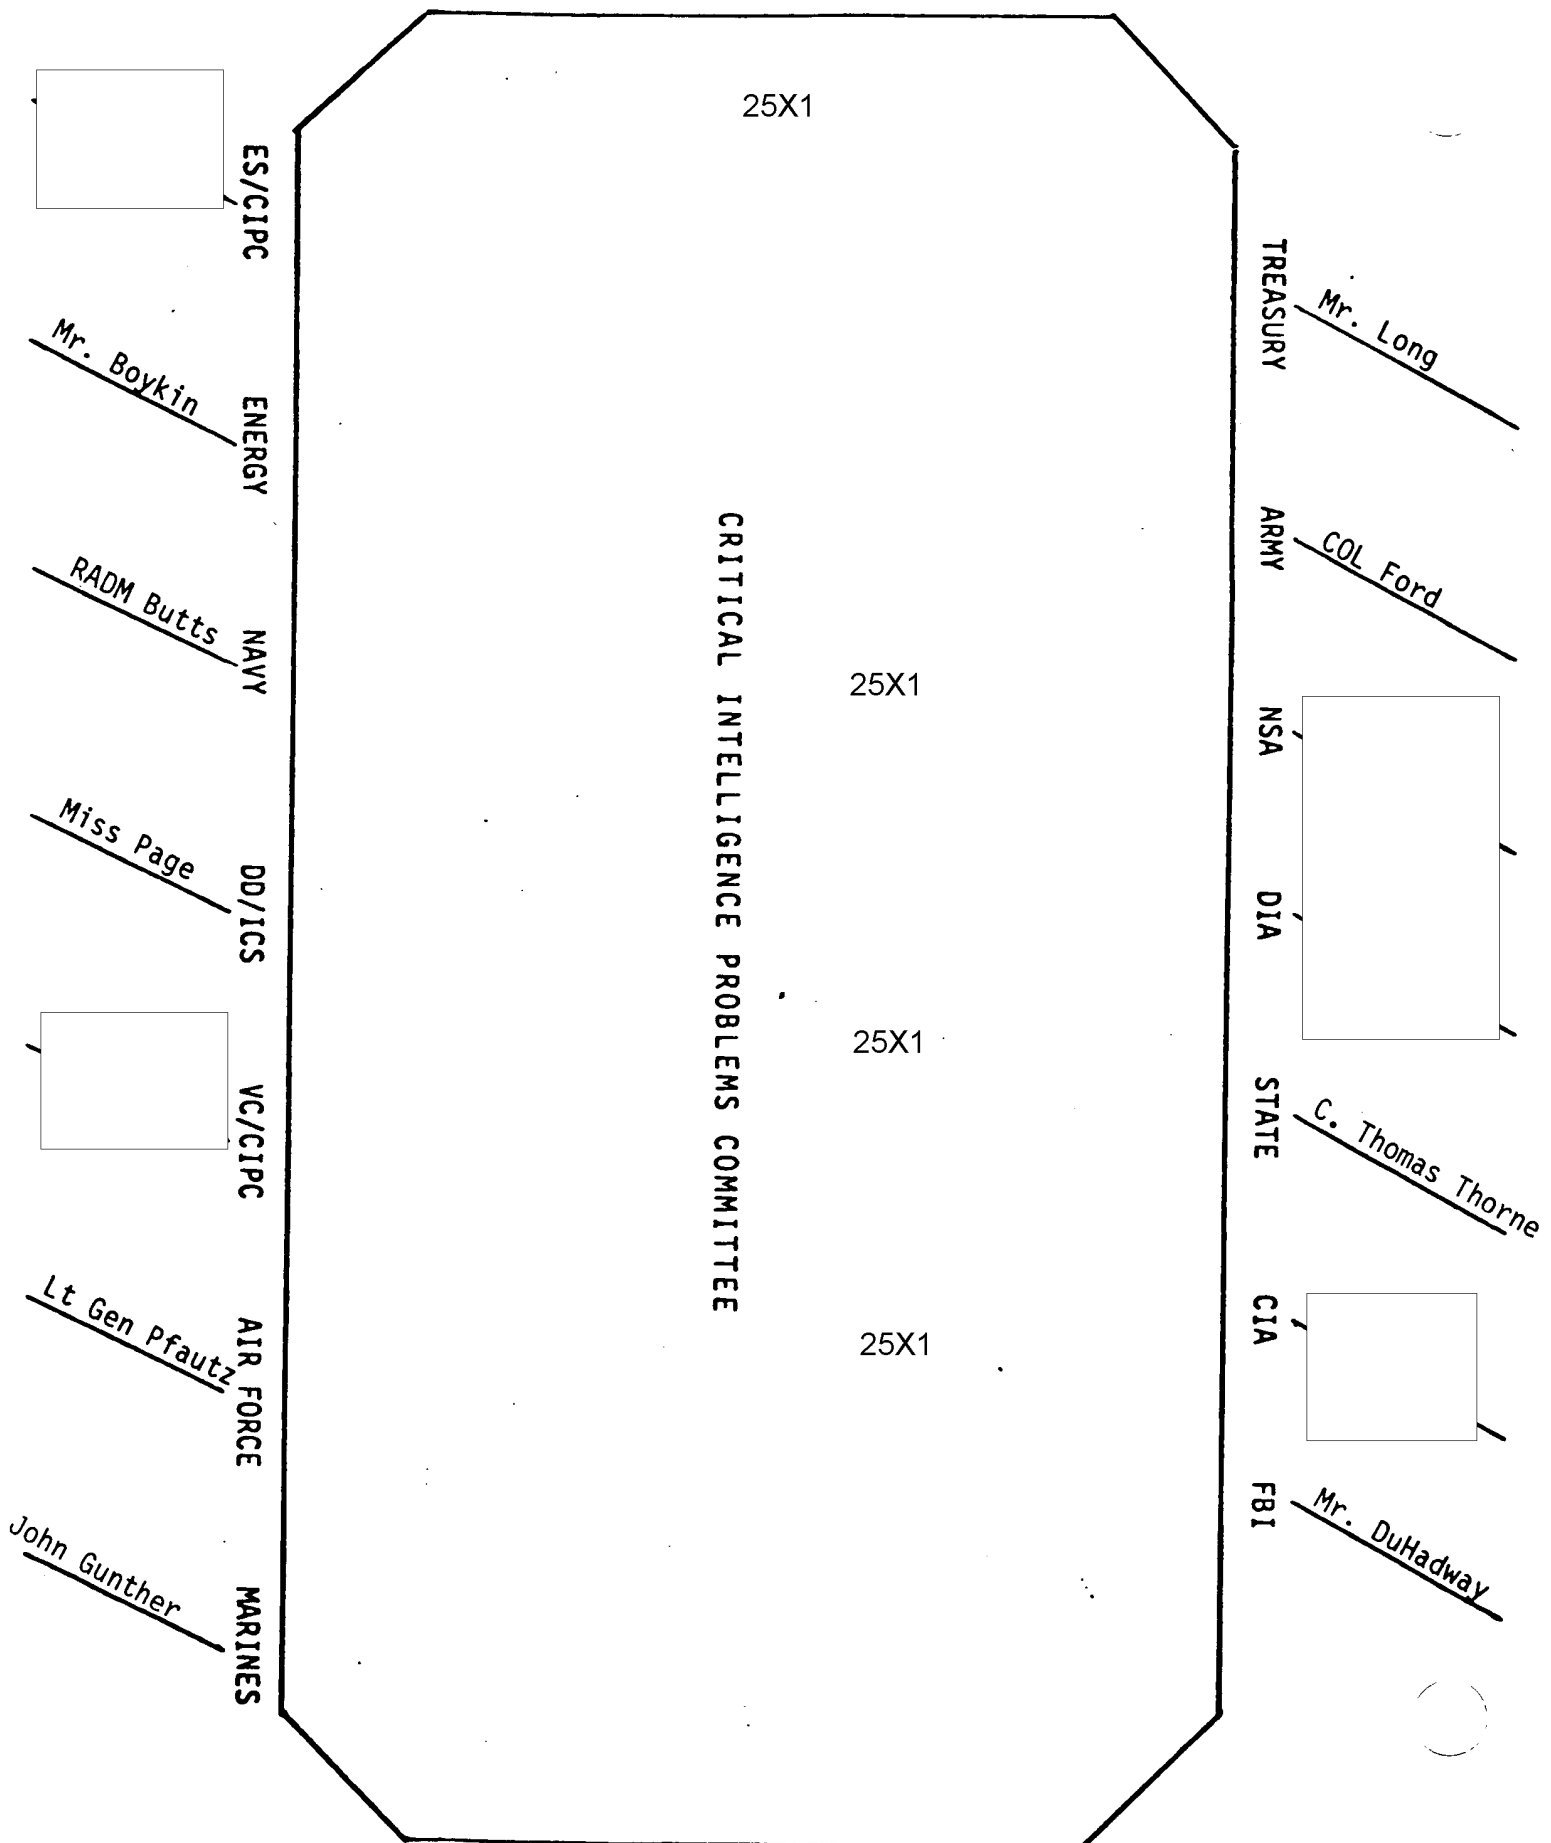 25X1
ES/CIPC
Mr. Boykin
ENERGY
RADM Butts
NAVY
Miss Page
DD/ICS
VC/CIPC
Lt Gen Pfautz
AIR FORCE
John Gunther
MARINES
CRITICAL INTELLIGENCE PROBLEMS COMMITTEE
25X1
25X1
25X1
TREASURY
Mr. Long
ARMY
COL Ford
NSA
DIA
STATE
C. Thomas Thorne
CIA
FBI
Mr. DuHadway